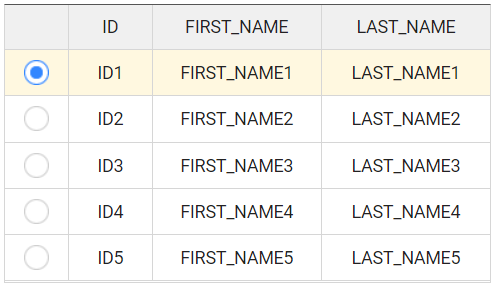 ID FIRST_NAME LAST_NAME
ID1 FIRST_NAME1 LAST_NAME1
ID2 FIRST_NAME2 LAST_NAME2
ID3 FIRST_NAME3 LAST_NAME3
ID4 FIRST_NAME4 LAST_NAME4
ID5 FIRST_NAME5 LAST_NAME5